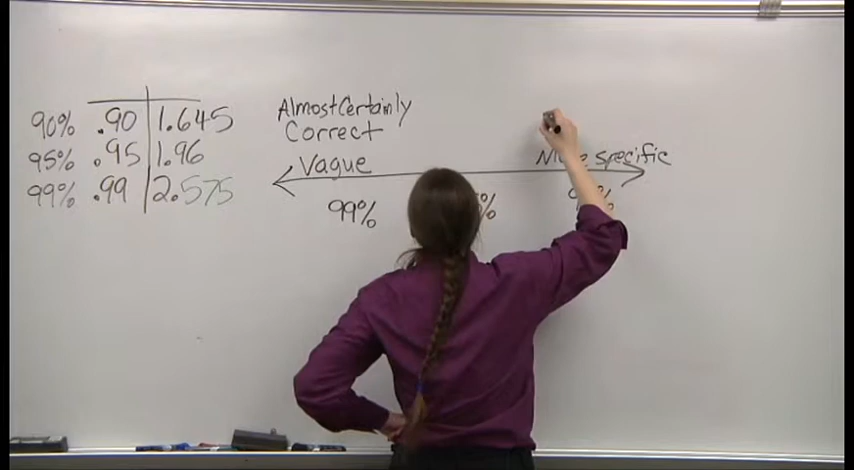 90% .90 1.645
95% .95 1.96
99% .99 2.575
Almost Certainly
Correct
Vague
specific
99%